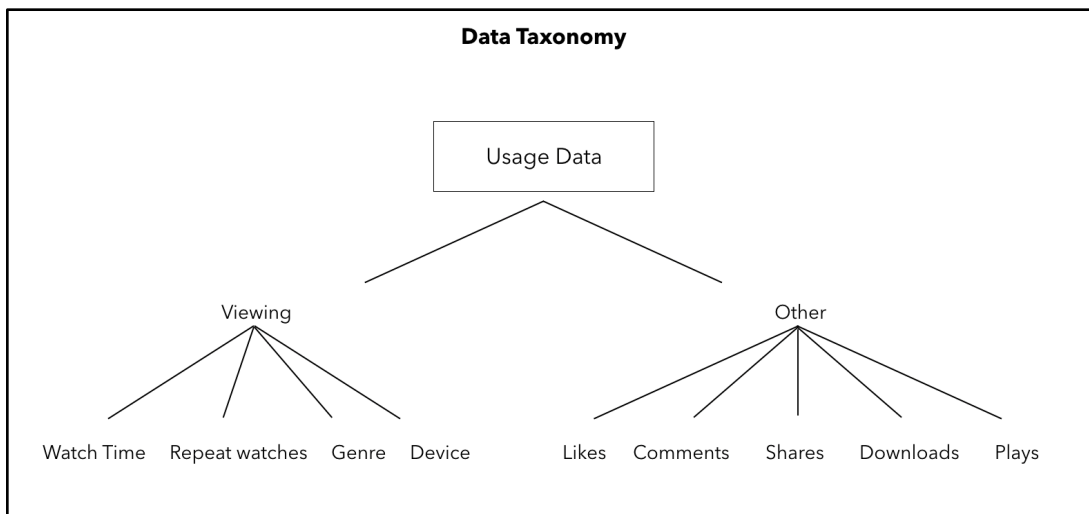 Data Taxonomy
Usage Data
Viewing
Other
Watch Time
Repeat watches
Genre
Device
Likes
Comments
Shares
Downloads
Plays